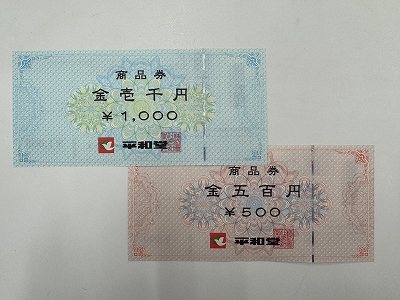 商品券
金壱千円
¥1,000
平和堂
商品券
金五百円
¥500
平和堂